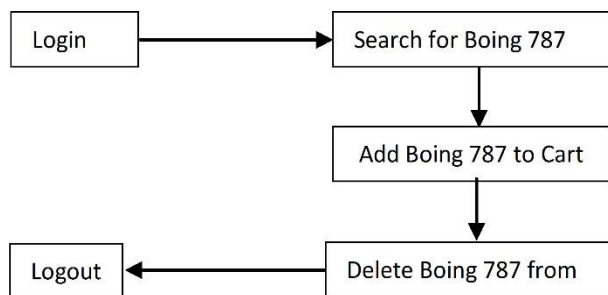 Login
Search for Boing 787
Add Boing 787 to Cart
Delete Boing 787 from
Logout